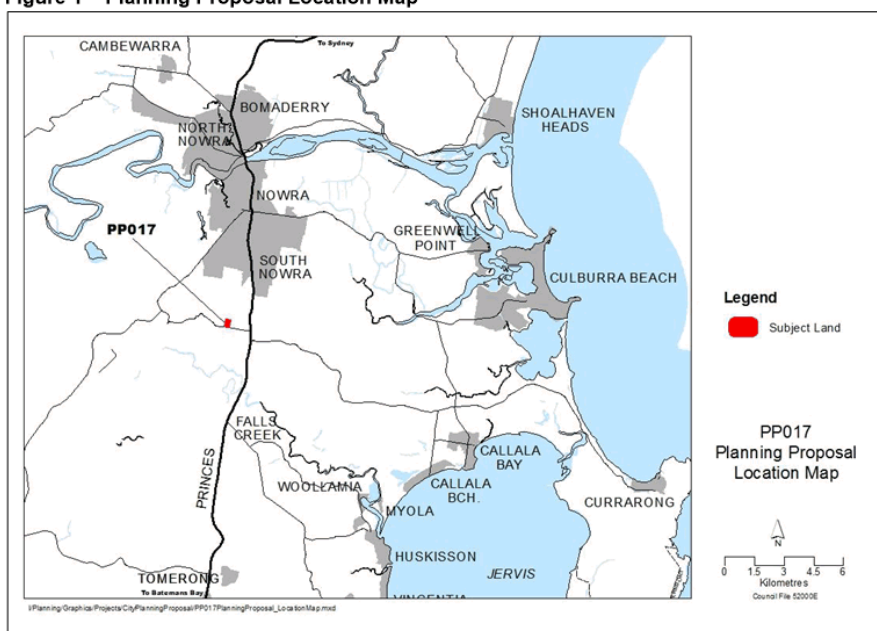 Figure 1 – Planning Proposal Location Map
To Sydney
CAMBEWARRA
BOMADERRY
SHOALHAVEN
HEADS
NORTH
NOWRA
NOWRA
PP017
GREENWELL
POINT
SOUTH
NOWRA
CULBURRA BEACH
Legend
Subject Land
FALLS
CREEK
PP017
Planning Proposal
Location Map
CALLALA
BAY
PRINCES
WOOLLAMIA
CALLALA
BCH.
CURRARONG
MYOLA
N
HUSKISSON
0 1.5 3 4.5 6
Kilometres
JERVIS
TOMERONG
Council File 52000E
To Batemans Bay
VINCENTIA
I/Planning/Graphics/Projects/CityPlanningProposal/PP017PlanningProposal_LocationMap.mxd